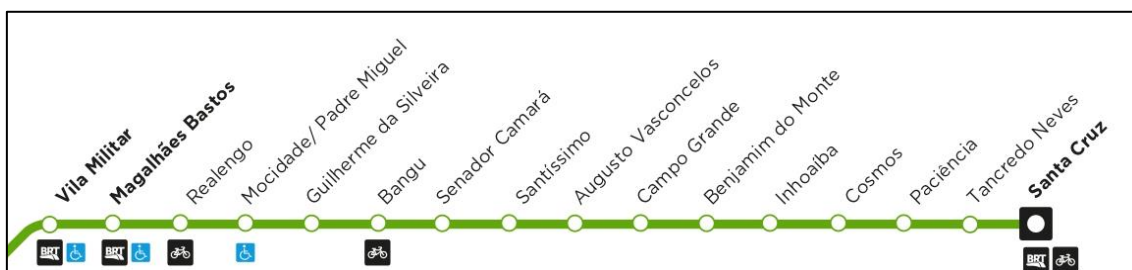 Vila Militar
Magalhães Bastos
Realengo
Mocidade/ Padre Miguel
Guilherme da Silveira
Bangu
Senador Camará
Santíssimo
Augusto Vasconcelos
Campo Grande
Benjamim do Monte
Inhoaíba
Cosmos
Paciência
Tancredo Neves
Santa Cruz
BRT
BRT
BRT